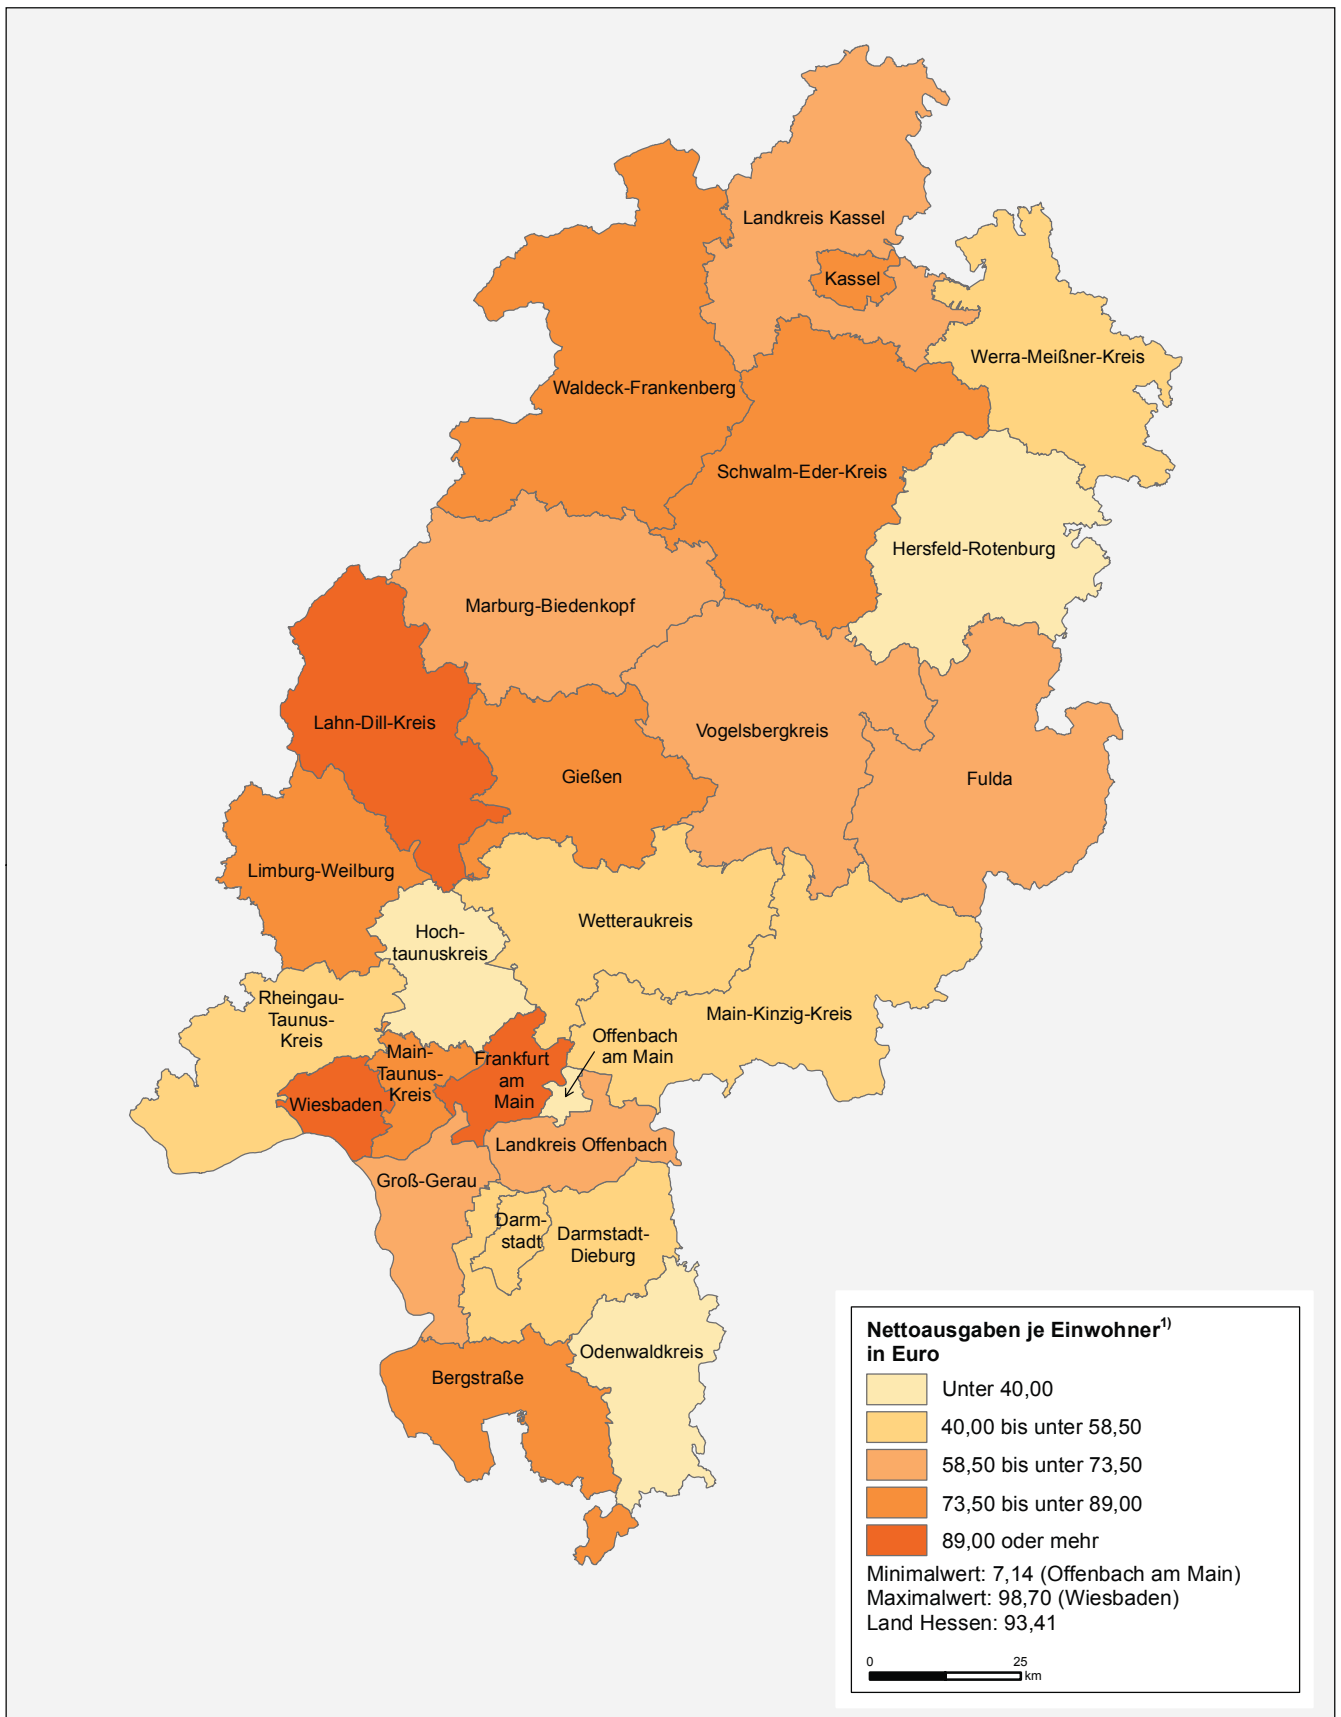 Landkreis Kassel
Kassel
Werra-Meißner-Kreis
Waldeck-Frankenberg
Schwalm-Eder-Kreis
Hersfeld-Rotenburg
Marburg-Biedenkopf
Lahn-Dill-Kreis
Vogelsbergkreis
Gießen
Fulda
Limburg-Weilburg
Wetteraukreis
Hoch-
taunuskreis
Rheingau-
Taunus-
Kreis
Main-Kinzig-Kreis
Offenbach
am Main
Main-
Taunus-
Kreis
Frankfurt
am
Main
Wiesbaden
Landkreis Offenbach
Groß-Gerau
Darm-
stadt
Darmstadt-
Dieburg
Odenwaldkreis
Bergstraße
Nettoausgaben je Einwohner1)
in Euro
Unter 40,00
40,00 bis unter 58,50
58,50 bis unter 73,50
73,50 bis unter 89,00
89,00 oder mehr
Minimalwert: 7,14 (Offenbach am Main)
Maximalwert: 98,70 (Wiesbaden)
Land Hessen: 93,41
0 25
km